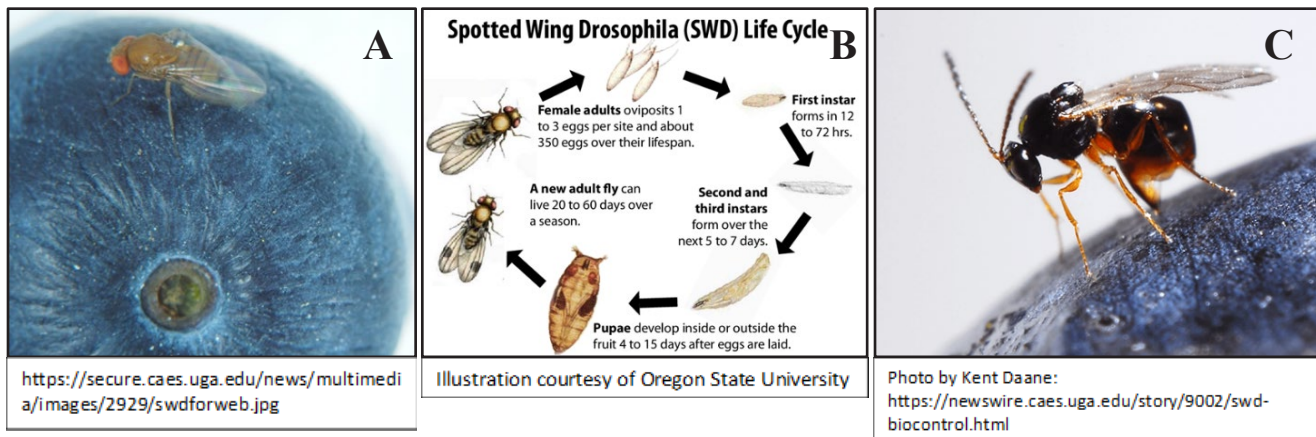 A
Spotted Wing Drosophila (SWD) Life Cycle
B
Female adults oviposits 1
to 3 eggs per site and about
350 eggs over their lifespan.
First instar
forms in 12
to 72 hrs.
Second and
third instars
form over the
next 5 to 7 days.
Pupae develop inside or outside the
fruit 4 to 15 days after eggs are laid.
A new adult fly can
live 20 to 60 days over
a season.
C
https://secure.caes.uga.edu/news/multimedi
a/images/2929/swdforweb.jpg
Illustration courtesy of Oregon State University
Photo by Kent Daane:
https://newswire.caes.uga.edu/story/9002/swd-
biocontrol.html